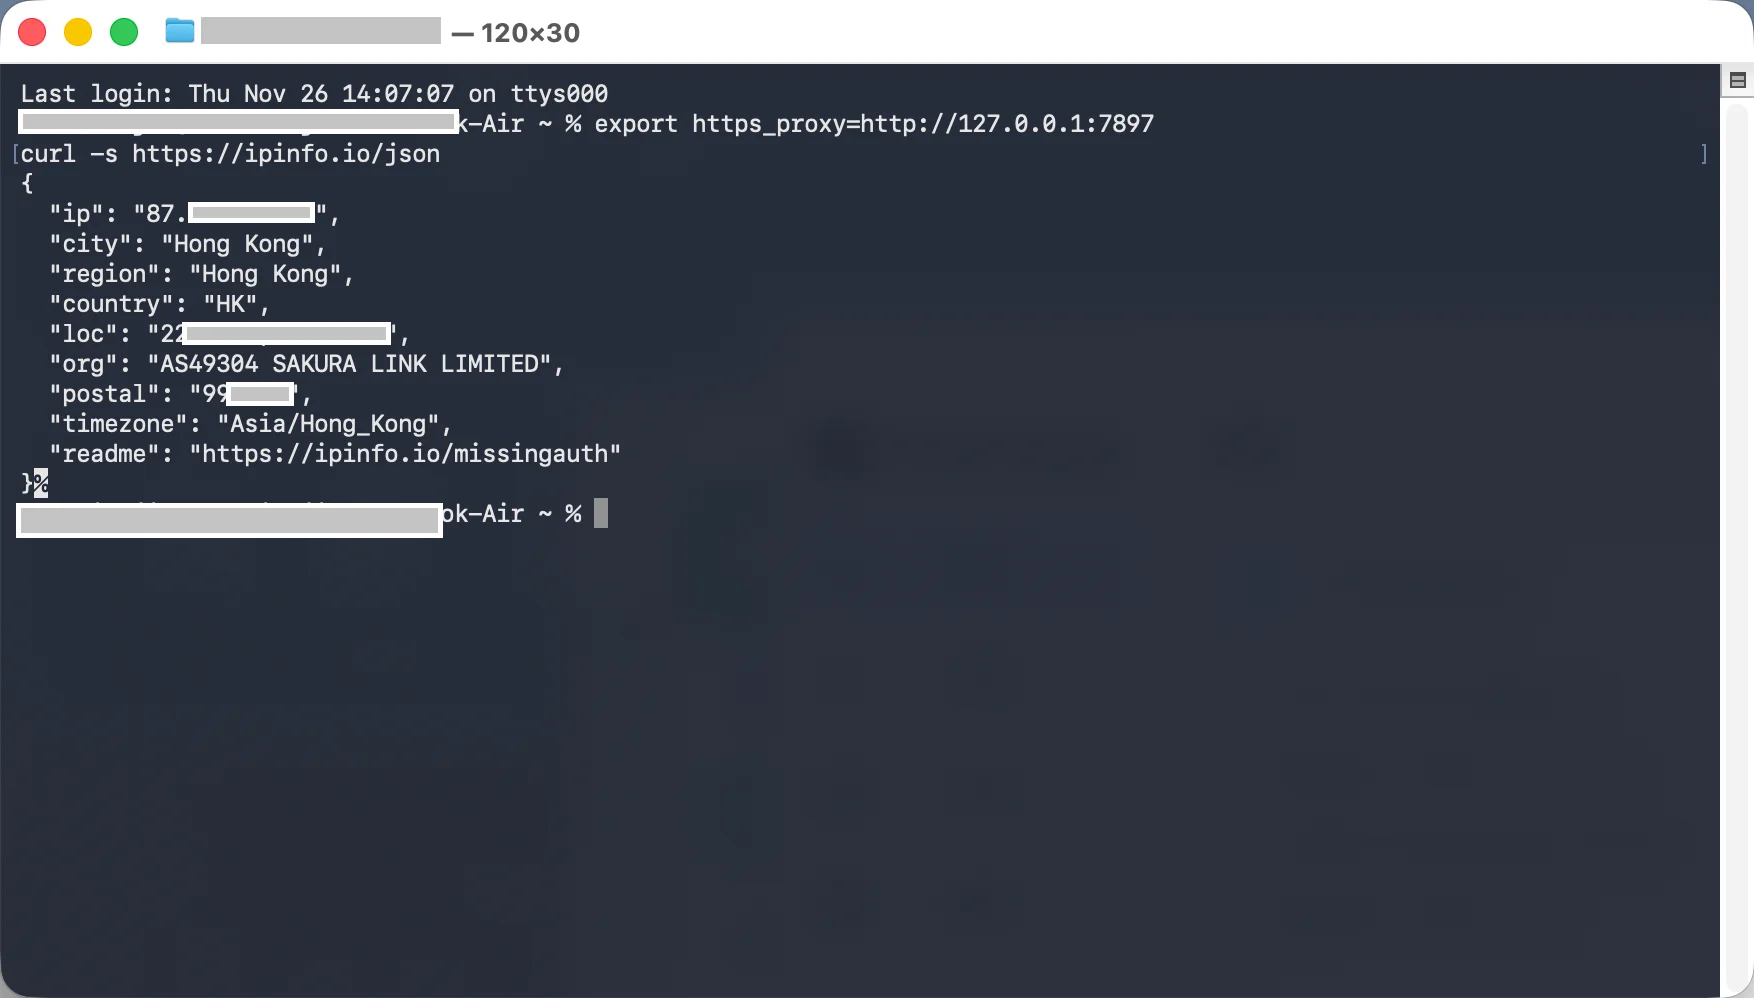 — 120×30
Last login: Thu Nov 26 14:07:07 on ttys000
k-Air ~ % export https_proxy=http://127.0.0.1:7897
[curl -s https://ipinfo.io/json ]
{
"ip": "87. ",
"city": "Hong Kong",
"region": "Hong Kong",
"country": "HK",
"loc": "22 ",
"org": "AS49304 SAKURA LINK LIMITED",
"postal": "99 ",
"timezone": "Asia/Hong_Kong",
"readme": "https://ipinfo.io/missingauth"
}%
ok-Air ~ %